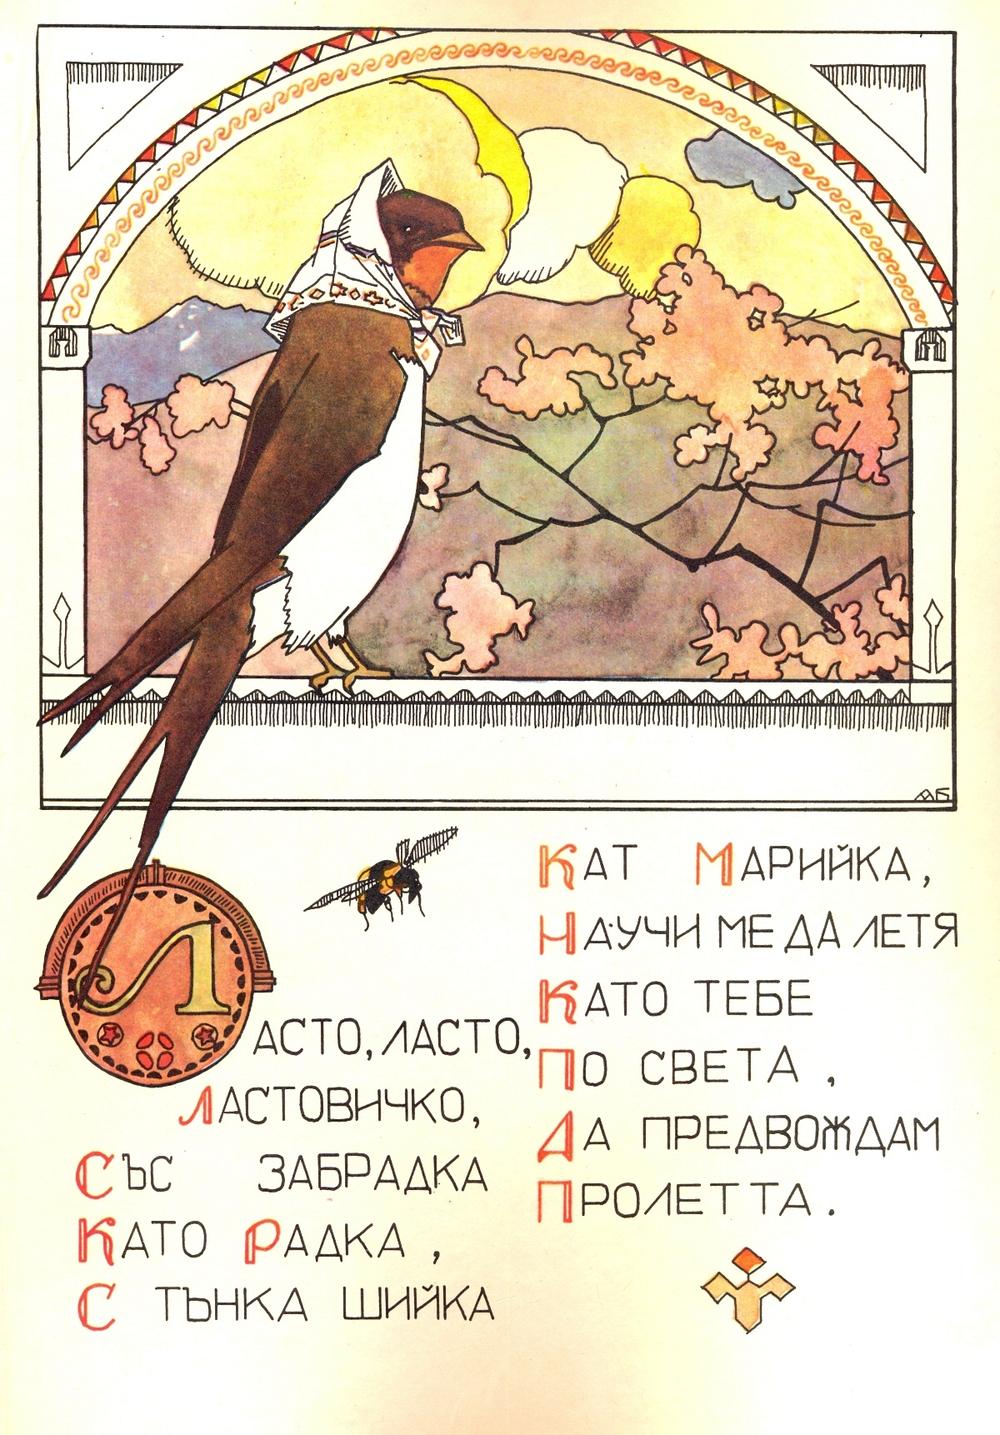 АБ
ЛАСТО, ЛАСТО,
ЛАСТОВИЧКО,
СЪС ЗАБРАДКА
КАТО РАДКА,
С ТЪНКА ШИЙКА
КАТ МАРИЙКА,
НАУЧИ МЕ ДА ЛЕТЯ
КАТО ТЕБЕ
ПО СВЕТА,
ДА ПРЕДВОЖДАМ
ПРОЛЕТТА.